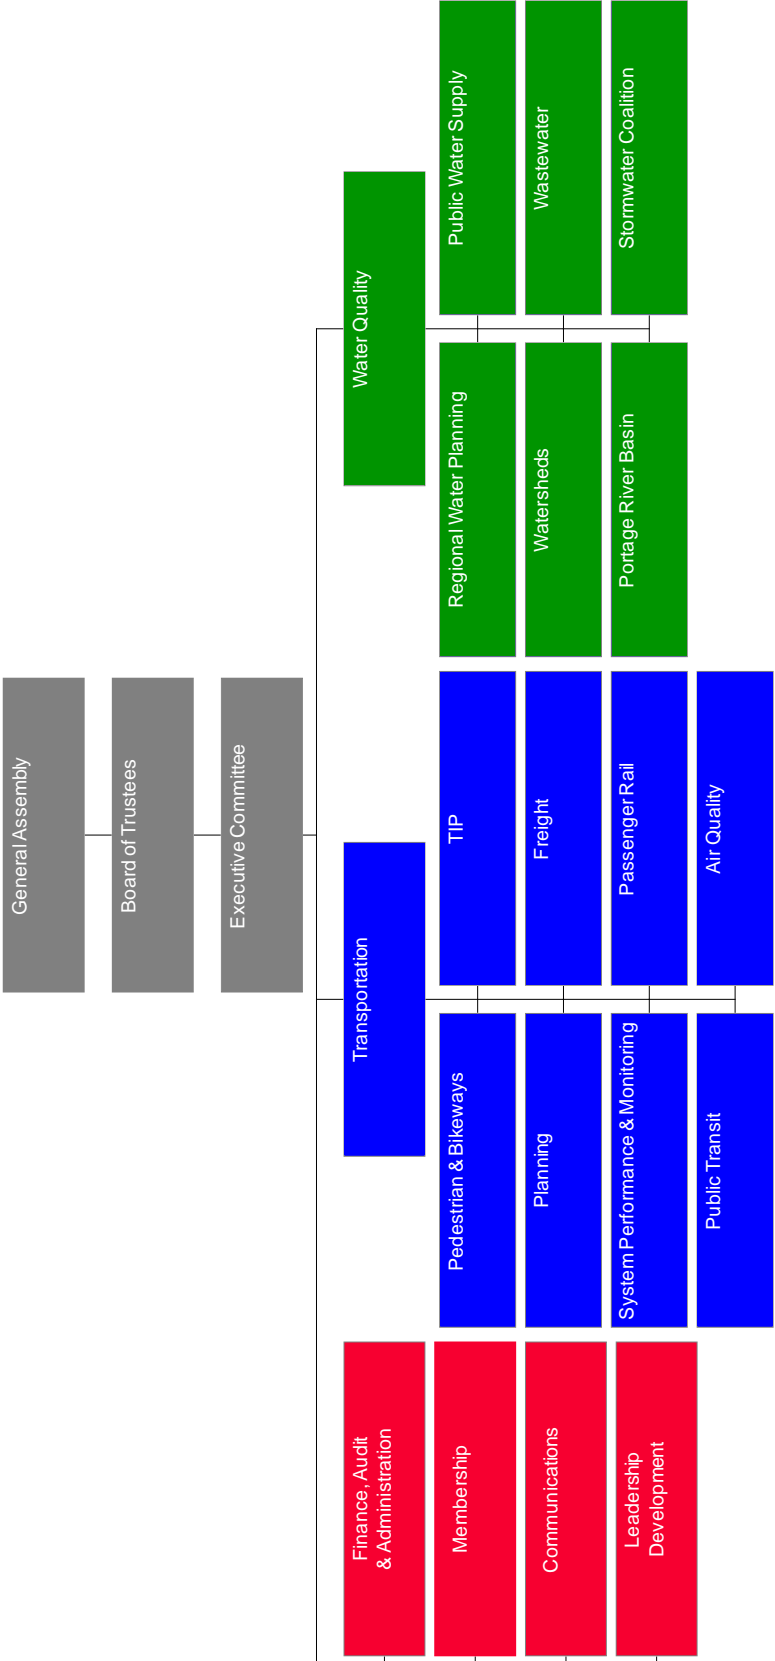 General Assembly
Board of Trustees
Executive Committee
Finance, Audit
& Administration
Membership
Communications
Leadership
Development
Transportation
Pedestrian & Bikeways
TIP
Planning
Freight
System Performance & Monitoring
Passenger Rail
Public Transit
Air Quality
Water Quality
Regional Water Planning
Public Water Supply
Watersheds
Wastewater
Portage River Basin
Stormwater Coalition